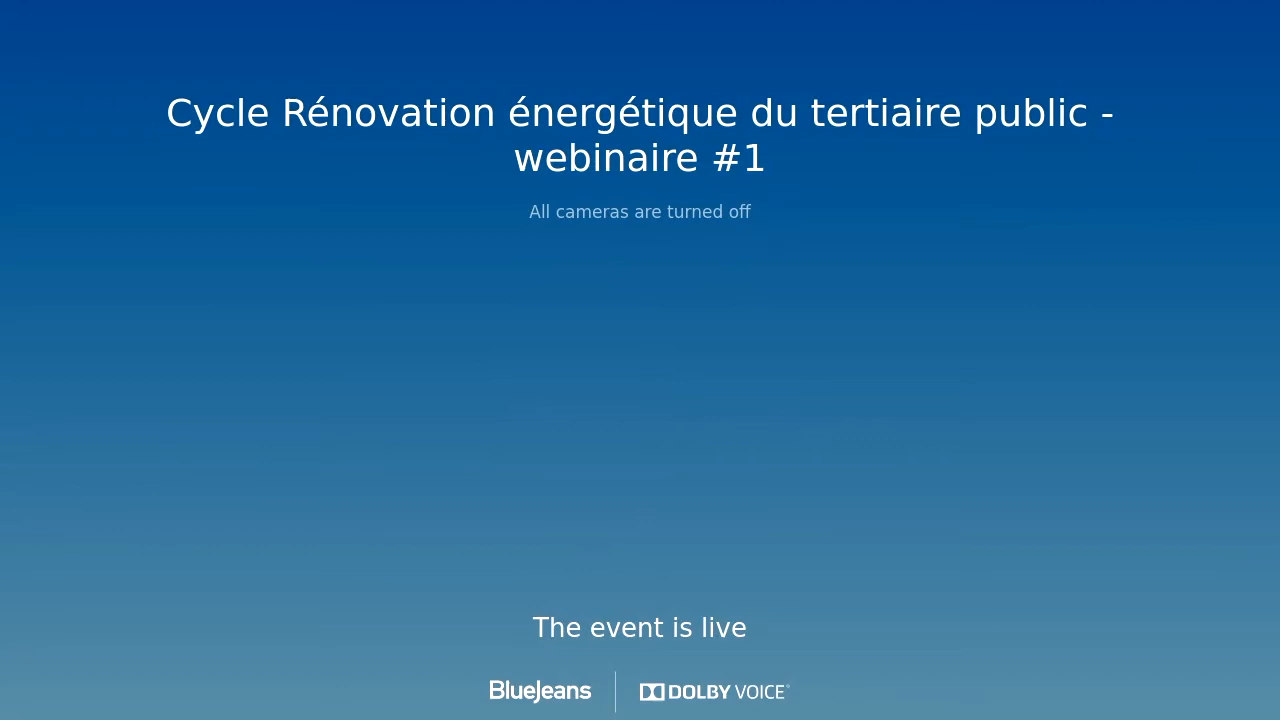 Cycle Rénovation énergétique du tertiaire public -
webinaire #1
All cameras are turned off
The event is live
BlueJeans
DOLBY VOICE